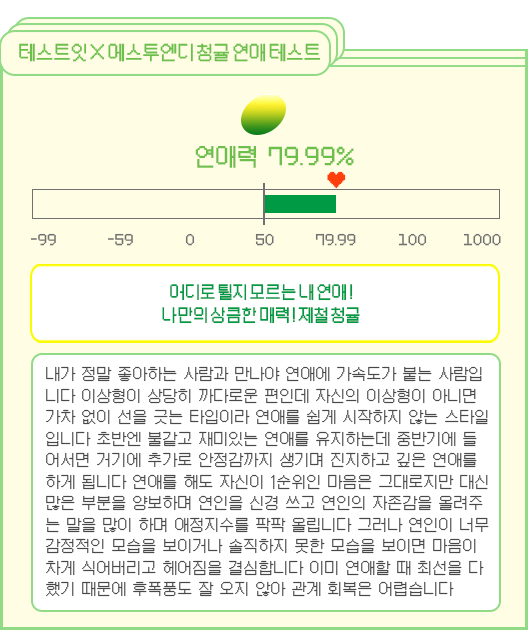 테스트잇 X 에스투엔디 청귤 연애 테스트
연애력 79.99%
-99 -59 0 50 79.99 100 1000
어디로 튈지 모르는 내 연애!
나만의 상큼한 매력! 제철 청귤
내가 정말 좋아하는 사람과 만나야 연애에 가속도가 붙는 사람입
니다 이상형이 상당히 까다로운 편인데 자신의 이상형이 아니면
가차 없이 선을 긋는 타입이라 연애를 쉽게 시작하지 않는 스타일
입니다 초반엔 불같고 재미있는 연애를 유지하는데 중반기에 들
어서면 거기에 추가로 안정감까지 생기며 진지하고 깊은 연애를
하게 됩니다 연애를 해도 자신이 1순위인 마음은 그대로지만 대신
많은 부분을 양보하며 연인을 신경 쓰고 연인의 자존감을 올려주
는 말을 많이 하며 애정지수를 팍팍 올립니다 그러나 연인이 너무
감정적인 모습을 보이거나 솔직하지 못한 모습을 보이면 마음이
차게 식어버리고 헤어짐을 결심합니다 이미 연애할 때 최선을 다
했기 때문에 후폭풍도 잘 오지 않아 관계 회복은 어렵습니다